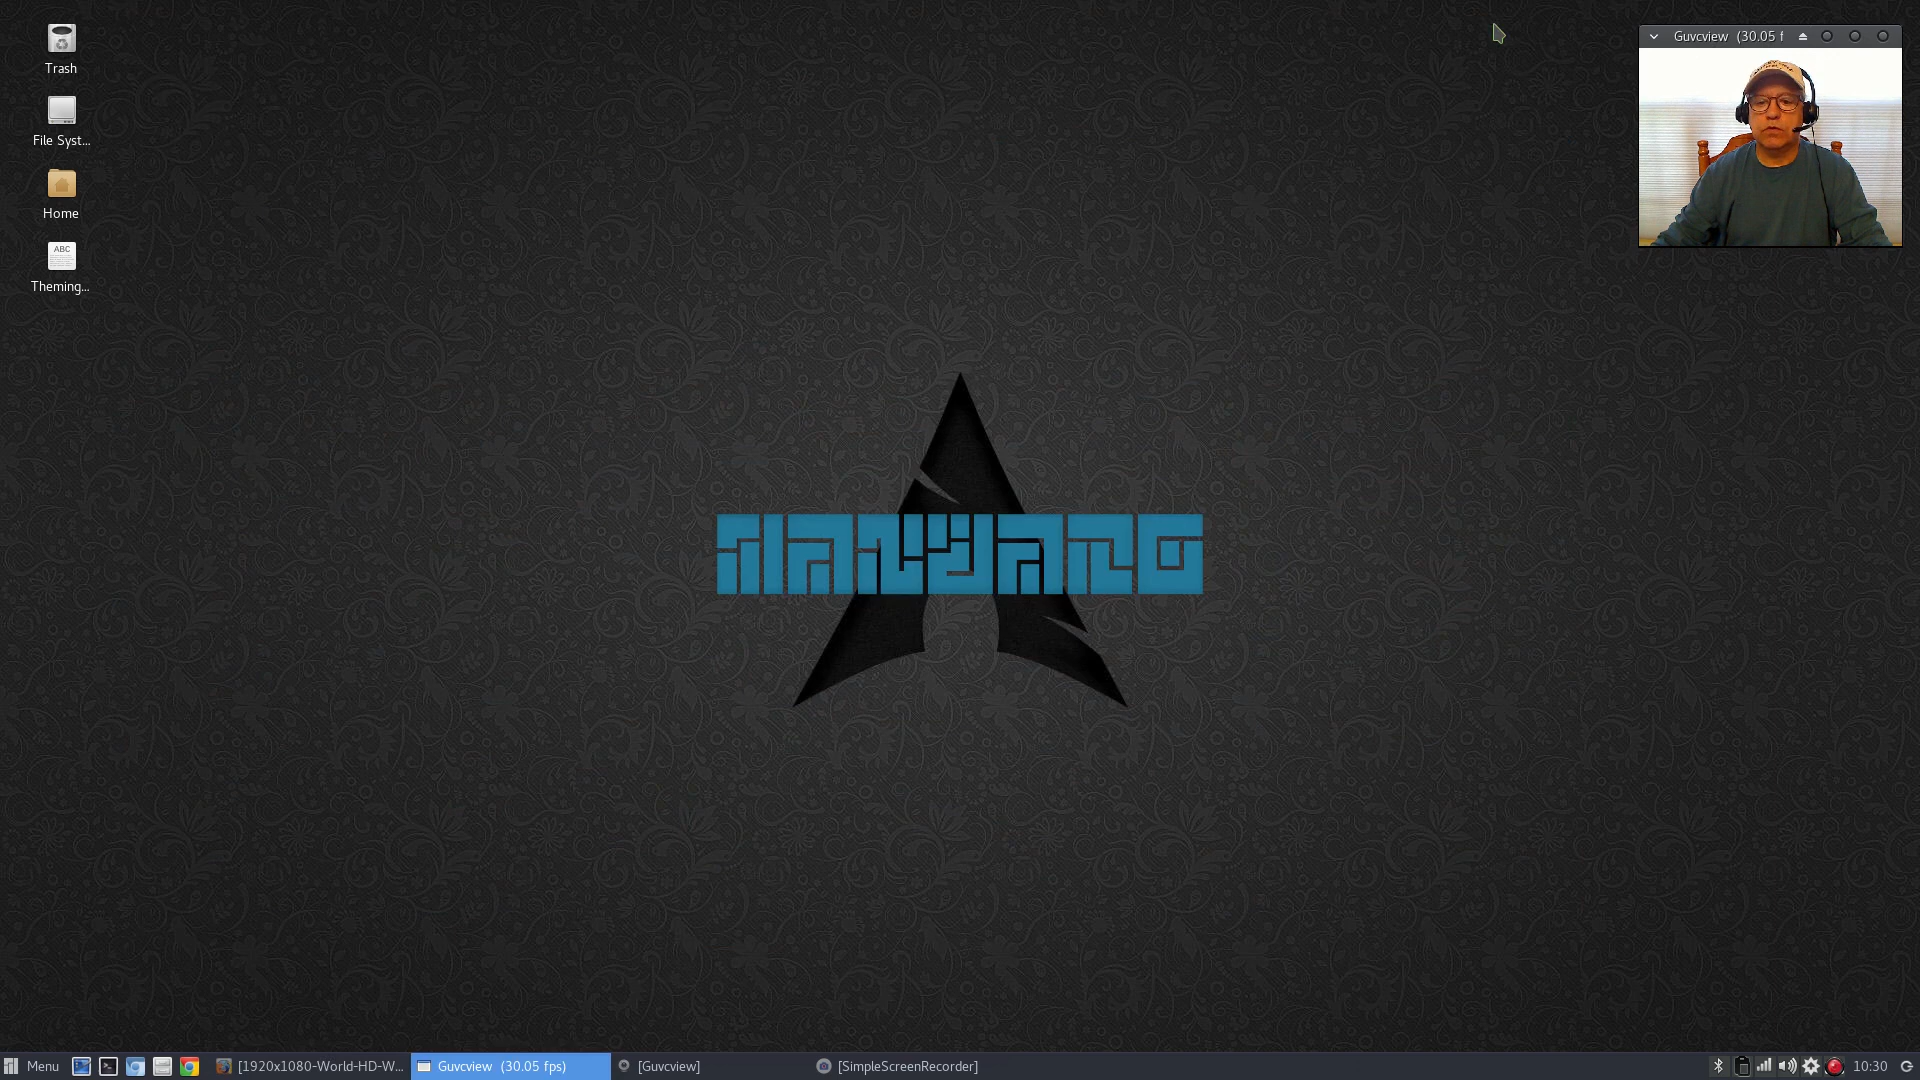 Trash
File Syst...
Home
ABC
Theming...
Guvcview (30.05 f
MANJARO
Menu
[1920x1080-World-HD-W...
Guvcview (30.05 fps)
[Guvcview]
[SimpleScreenRecorder]
10:30